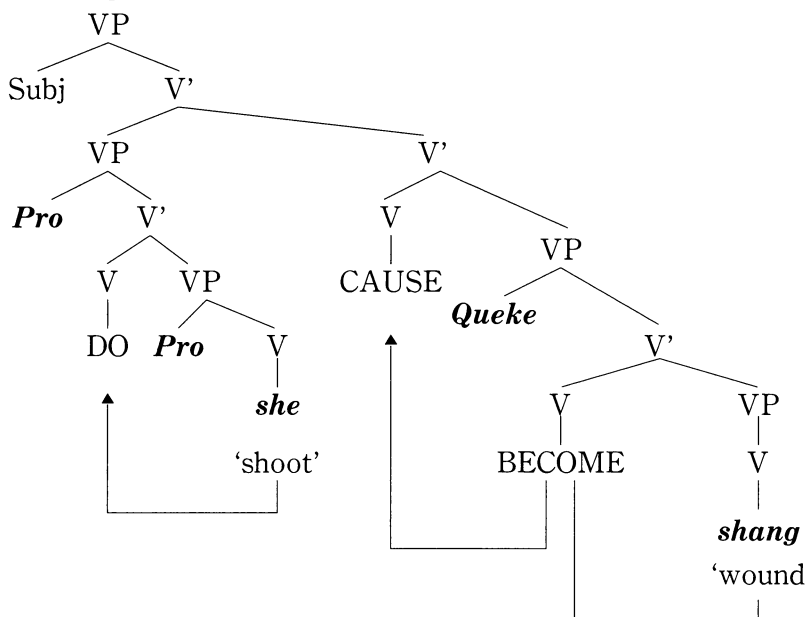 VP
Subj V'
VP V'
Pro V' V VP
V VP CAUSE Queke
DO Pro V V'
she V VP
'shoot' BECOME V
shang
'wound